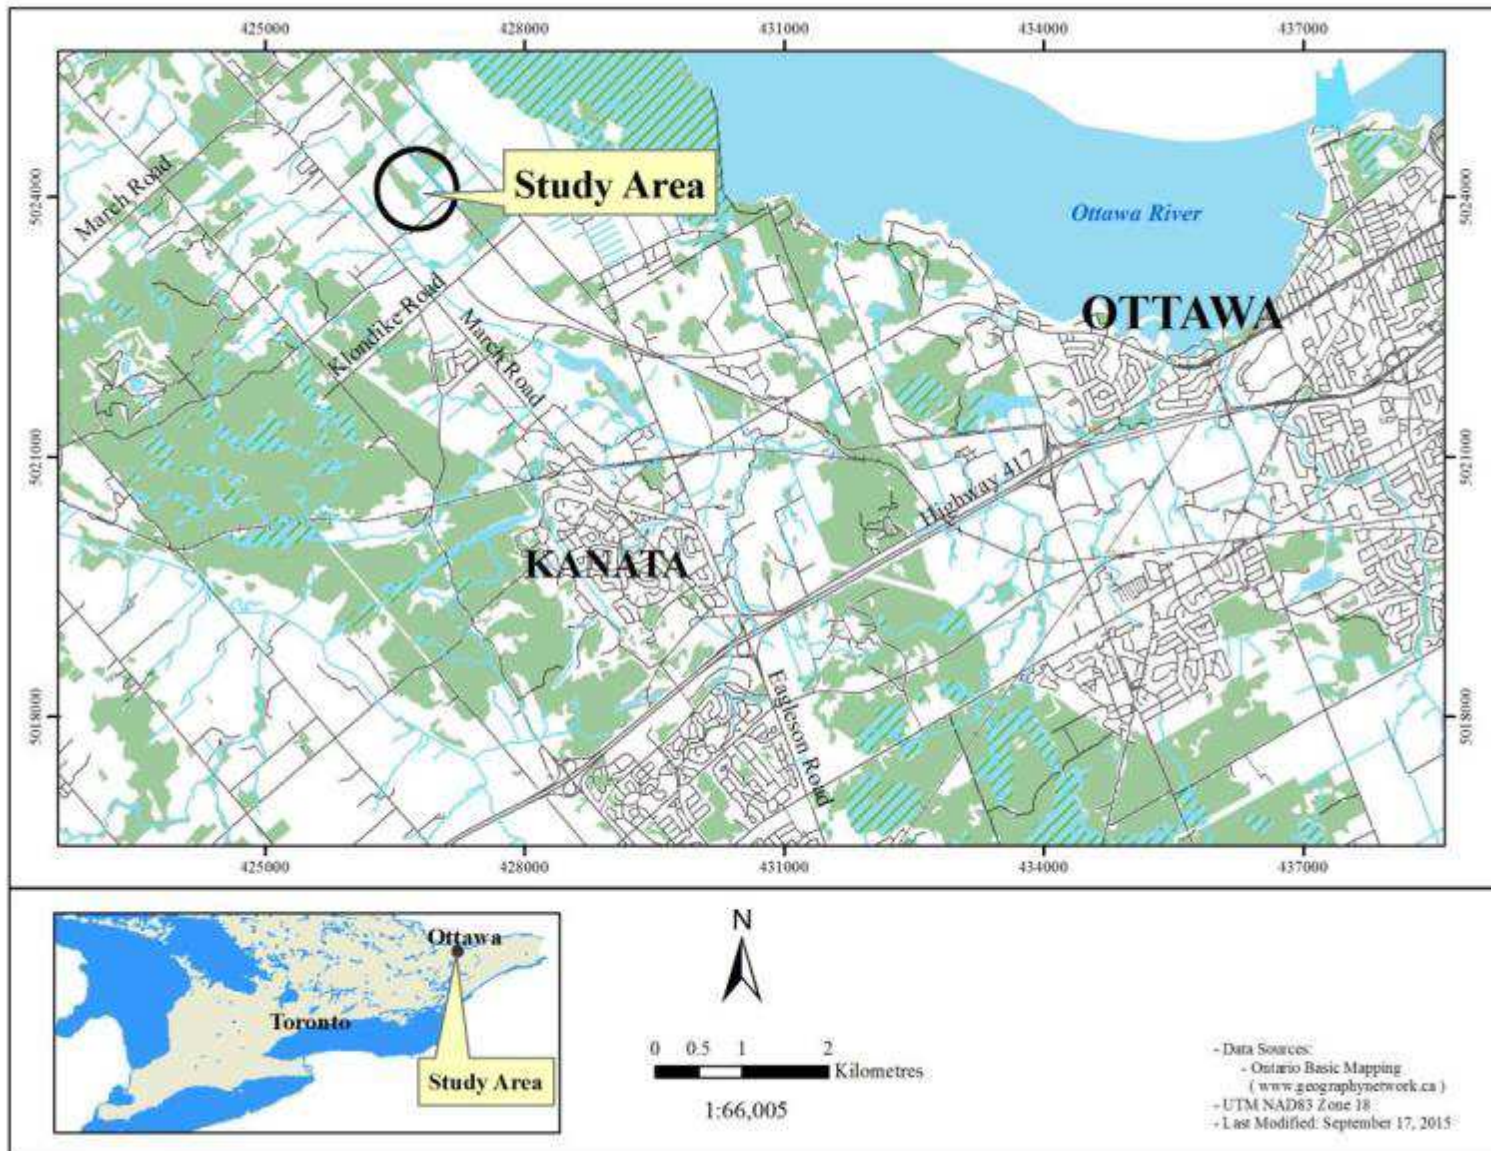 425000 428000 431000 434000 437000
March Road
Study Area
5024000
5024000
Ottawa River
Klondike Road
March Road
OTTAWA
5021000
Highway 417
5021000
KANATA
5018000
Eagleson Road
5018000
425000 428000 431000 434000 437000
Ottawa
Toronto
Study Area
N
0 0.5 1 2
Kilometres
1:66,005
- Data Sources:
- Ontario Basic Mapping
( www.geographynetwork.ca )
- UTM NAD83 Zone 18
- Last Modified: September 17, 2015